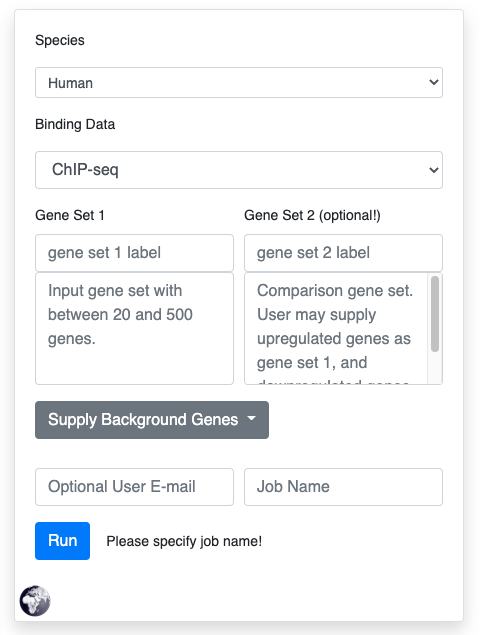 Species
Human
Binding Data
ChIP-seq
Gene Set 1
Gene Set 2 (optional!)
gene set 1 label
gene set 2 label
Input gene set with
between 20 and 500
genes.
Comparison gene set.
User may supply
upregulated genes as
gene set 1, and
downregulated genes
Supply Background Genes
Optional User E-mail
Job Name
Run
Please specify job name!